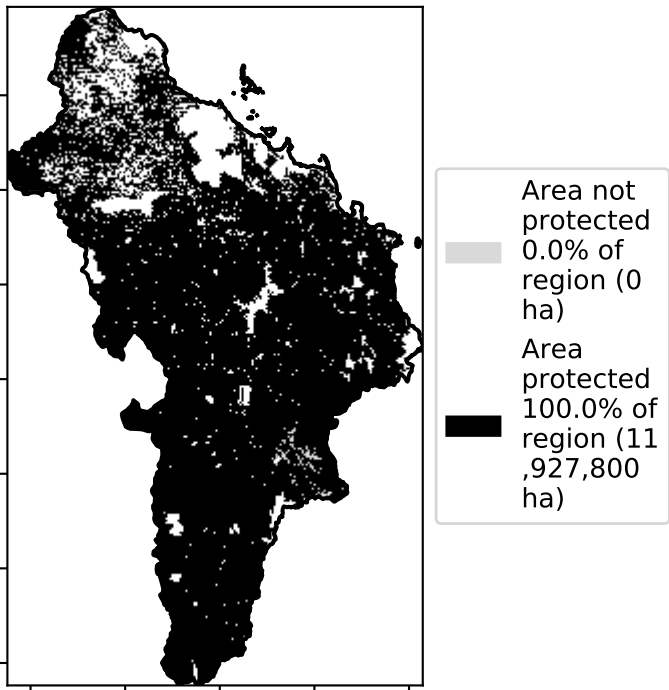 Area not
protected
0.0% of
region (0
ha)
Area
protected
100.0% of
region (11
,927,800
ha)